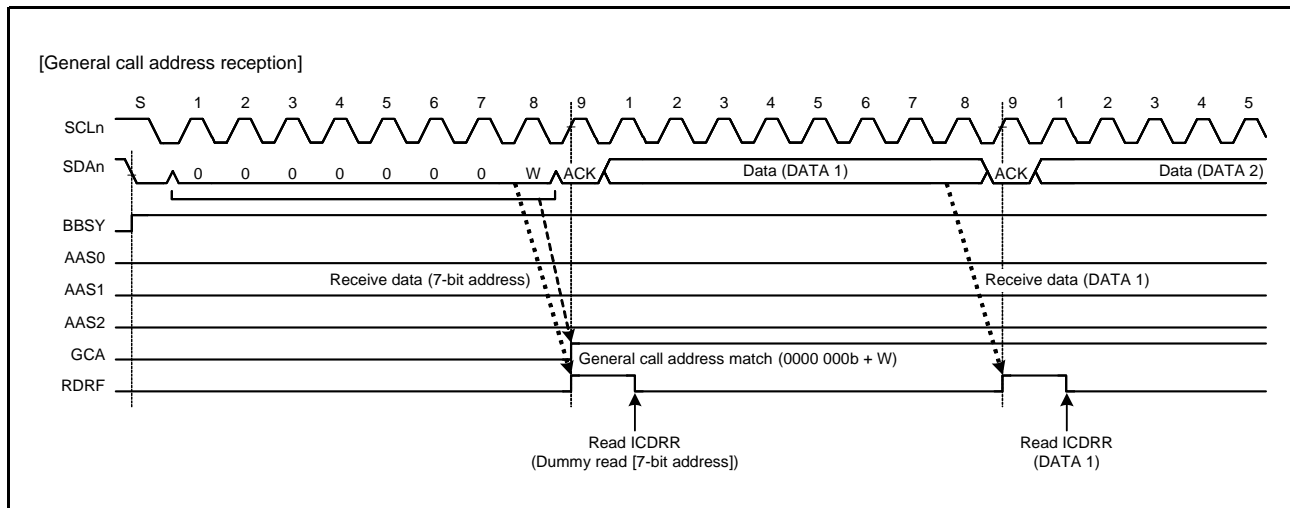 [General call address reception]
S 1 2 3 4 5 6 7 8 9 1 2 3 4 5 6 7 8 9 1 2 3 4 5
SCLn
SDAn 0 0 0 0 0 0 0 W ACK Data (DATA 1) ACK Data (DATA 2)
BBSY
AAS0
Receive data (7-bit address) Receive data (DATA 1)
AAS1
AAS2
GCA General call address match (0000 000b + W)
RDRF
Read ICDRR Read ICDRR
(Dummy read [7-bit address]) (DATA 1)